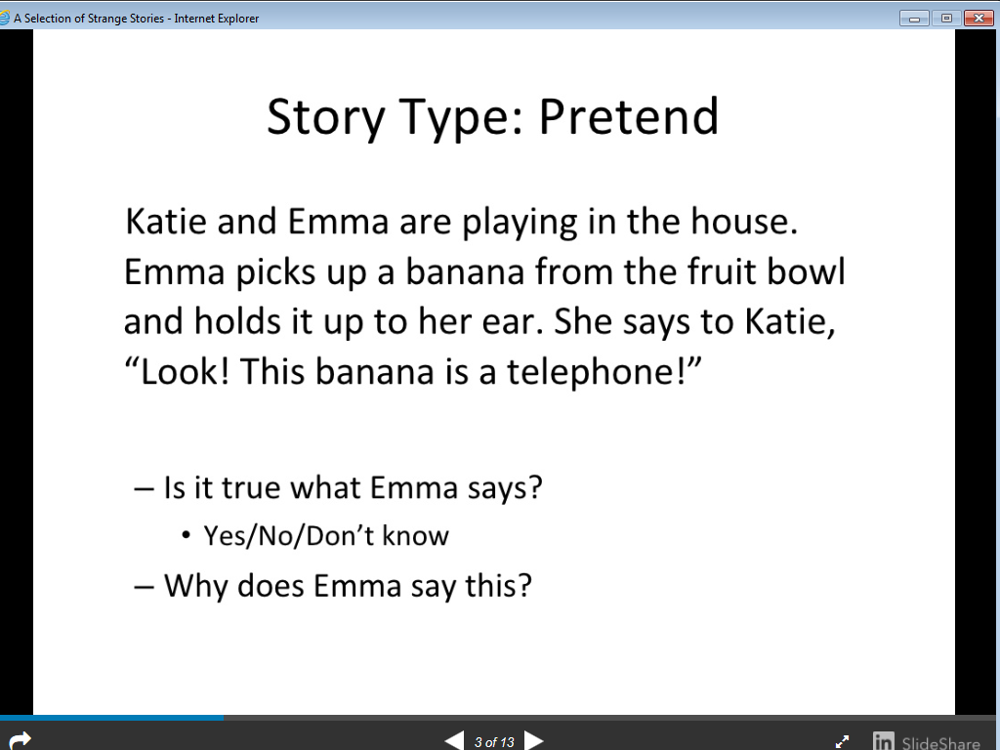 A Selection of Strange Stories - Internet Explorer
Story Type: Pretend
Katie and Emma are playing in the house.
Emma picks up a banana from the fruit bowl
and holds it up to her ear. She says to Katie,
“Look! This banana is a telephone!”
– Is it true what Emma says?
• Yes/No/Don’t know
– Why does Emma say this?
3 of 13
in SlideShare